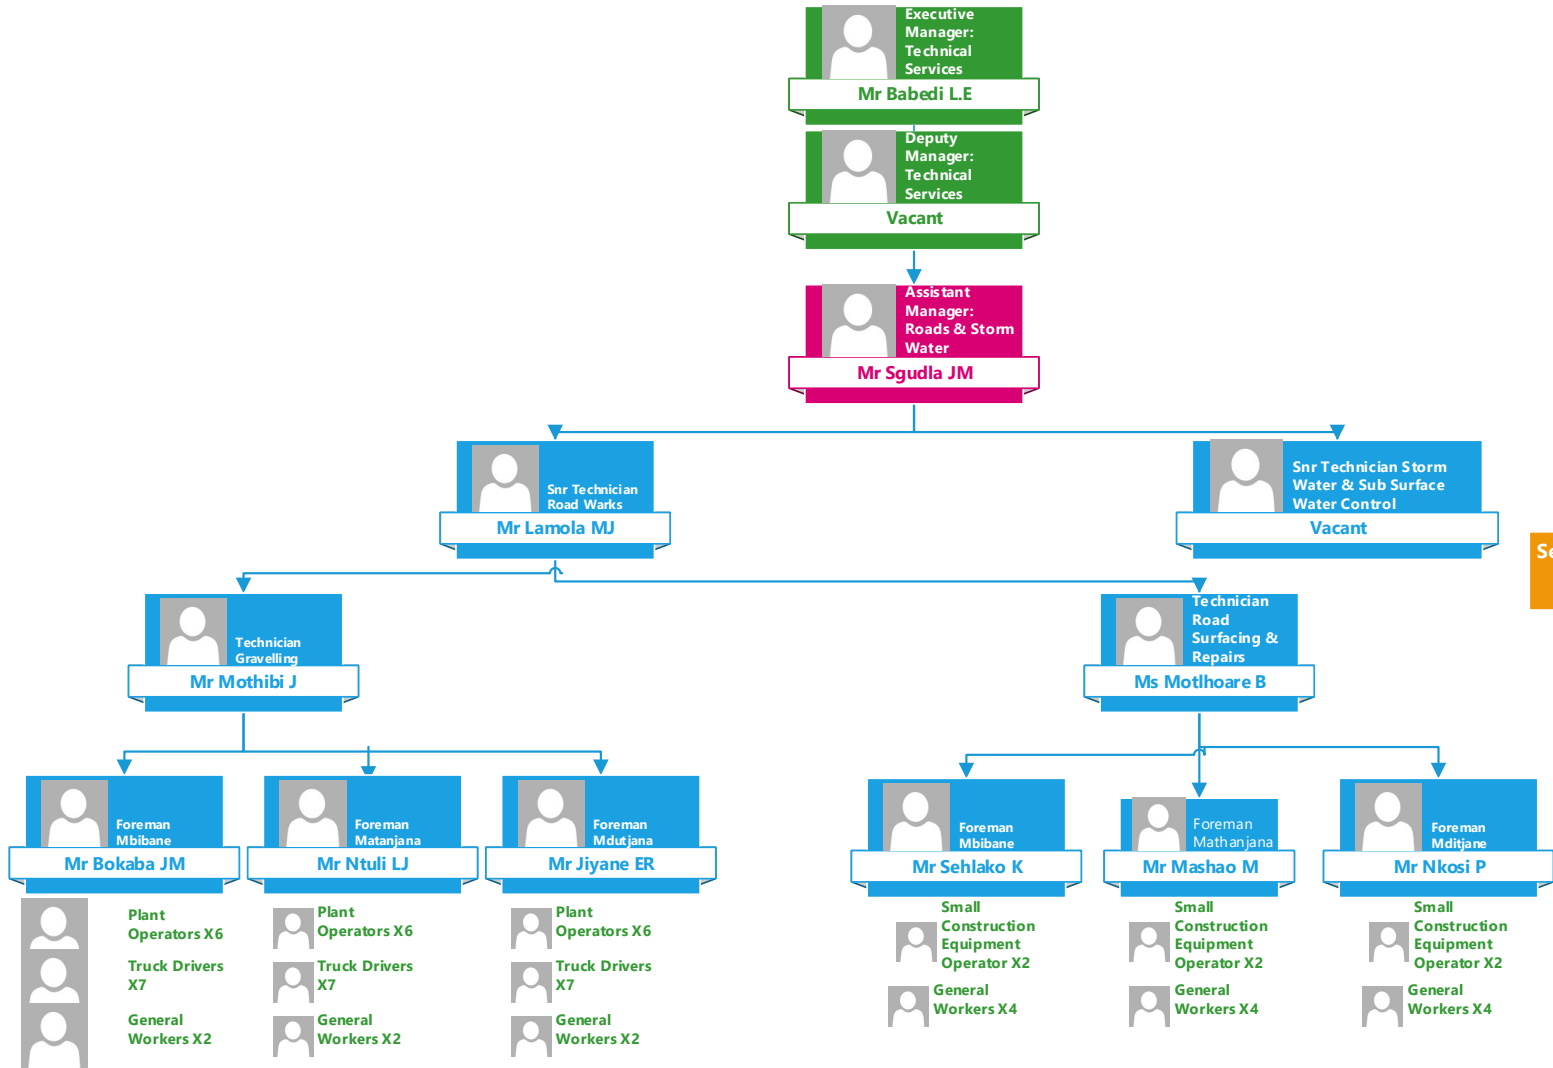 Executive
Manager:
Technical
Services
Mr Babedi L.E
Deputy
Manager:
Technical
Services
Vacant
Assistant
Manager:
Roads & Storm
Water
Mr Sgudla JM
Snr Technician
Road Warks
Mr Lamola MJ
Snr Technician Storm
Water & Sub Surface
Water Control
Vacant
Se
Technician
Gravelling
Mr Mothibi J
Technician
Road
Surfacing &
Repairs
Ms Motlhoare B
Foreman
Mbibane
Mr Bokaba JM
Foreman
Matanjana
Mr Ntuli LJ
Foreman
Mdutjana
Mr Jiyane ER
Foreman
Mbibane
Mr Sehlako K
Foreman
Mathanjana
Mr Mashao M
Foreman
Mditjane
Mr Nkosi P
Plant
Operators X6
Truck Drivers
X7
General
Workers X2
Plant
Operators X6
Truck Drivers
X7
General
Workers X2
Plant
Operators X6
Truck Drivers
X7
General
Workers X2
Small
Construction
Equipment
Operator X2
General
Workers X4
Small
Construction
Equipment
Operator X2
General
Workers X4
Small
Construction
Equipment
Operator X2
General
Workers X4